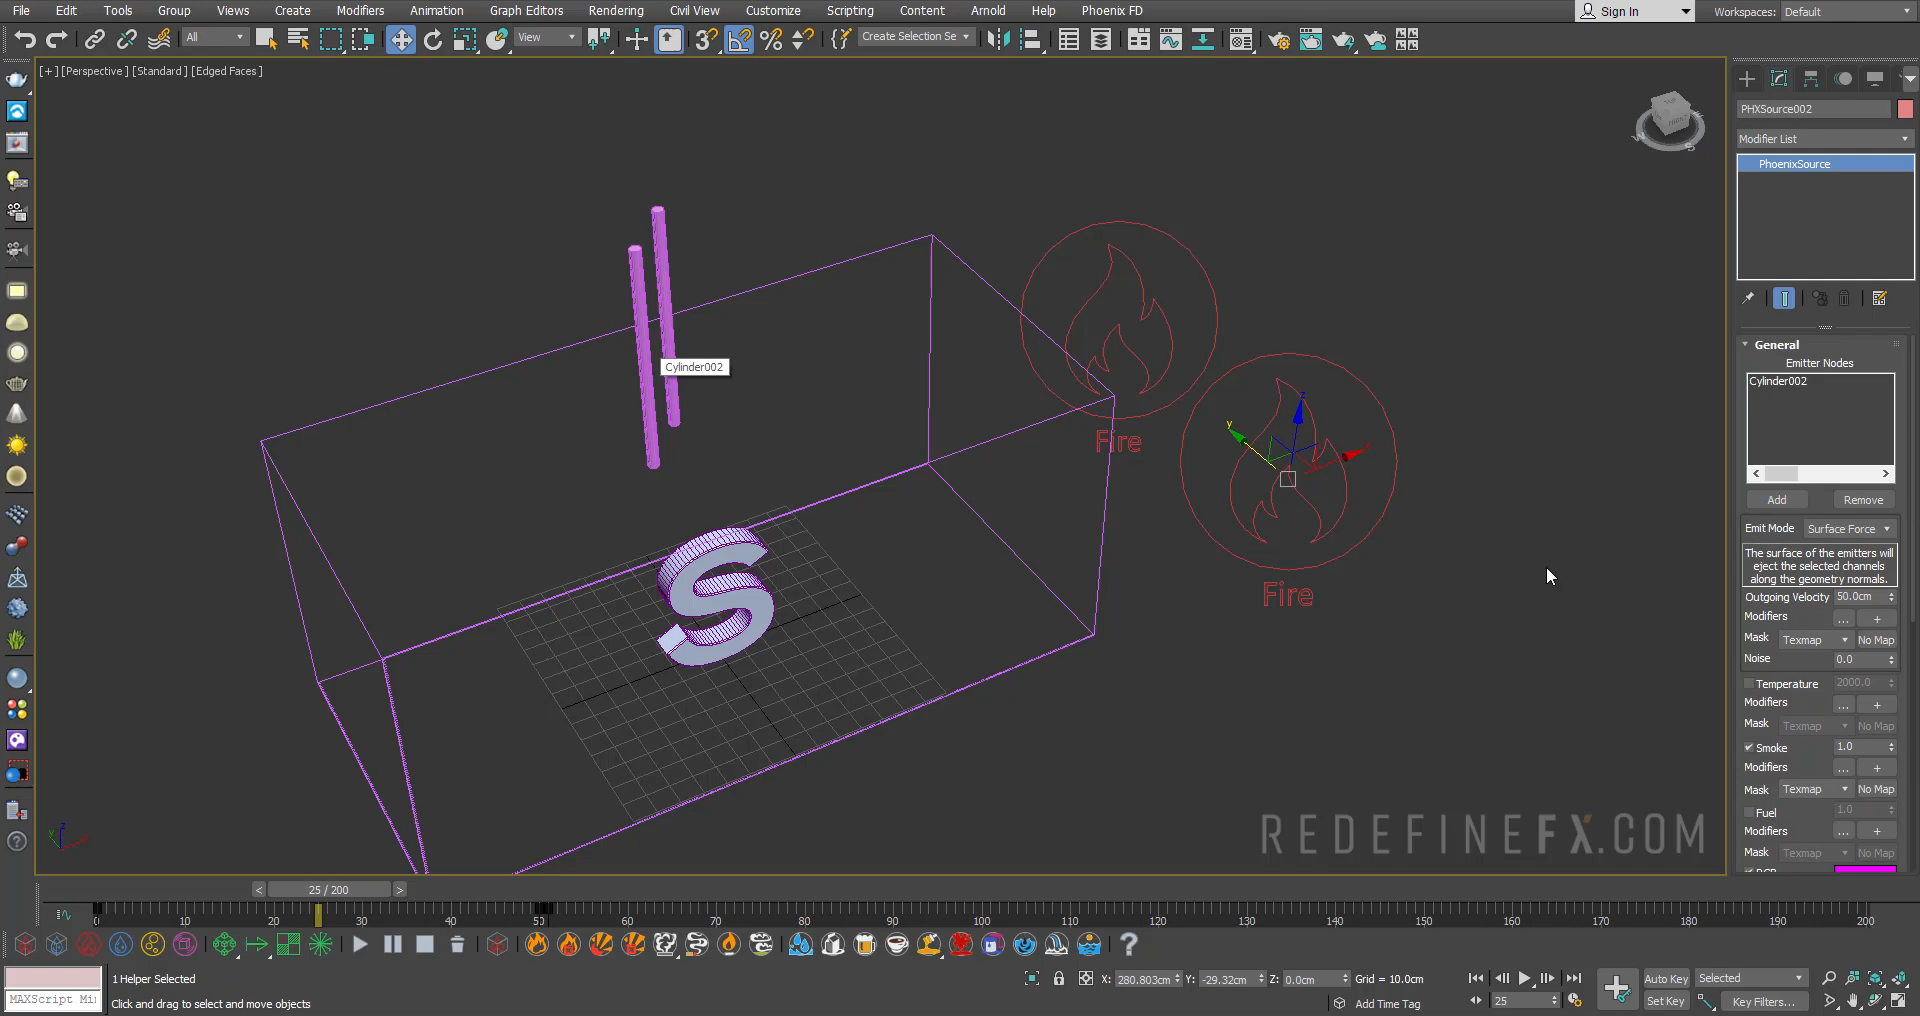 File Edit Tools Group Views Create Modifiers Animation Graph Editors Rendering Civil View Customize Scripting Content Arnold Help Phoenix FD Sign In Workspaces: Default
All View Create Selection Se
[+] [Perspective ] [Standard ] [Edged Faces ]
PHXSource002
Modifier List
PhoenixSource
General
Emitter Nodes
Cylinder002
Cylinder002
Fire
Fire
Add Remove
Emit Mode Surface Force
The surface of the emitters will
eject the selected channels
along the geometry normals.
Outgoing Velocity 50.0cm
Modifiers ... +
Mask Texmap No Map
Noise 0.0
Temperature 2000.0
Modifiers ... +
Mask Texmap No Map
Smoke 1.0
Modifiers ... +
Mask Texmap No Map
Fuel 1.0
Modifiers ... +
Mask Texmap No Map
RGB
S
REDEFINEFX.COM
< 25 / 200 >
0 10 20 30 40 50 60 70 80 90 100 110 120 130 140 150 160 170 180 190 200
1 Helper Selected
X: 280.803cm Y: -29.32cm Z: 0.0cm Grid = 10.0cm
Auto Key Selected
MAXScript Mi
Click and drag to select and move objects
Add Time Tag
25
Set Key Key Filters...